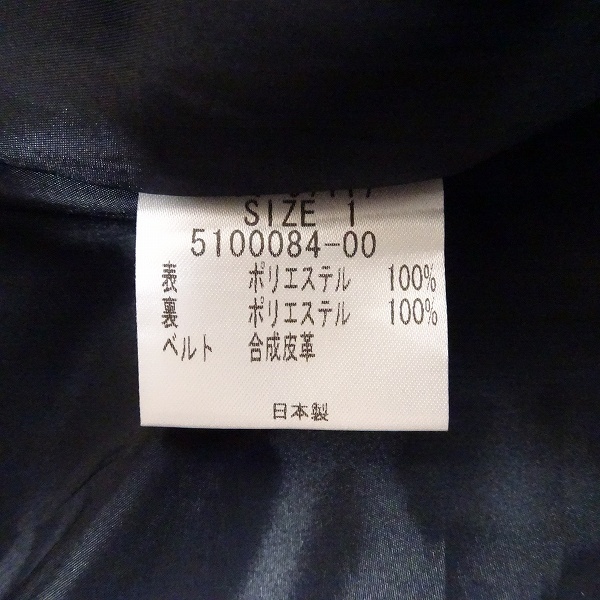 SIZE 1
5100084-00
表 ポリエステル 100%
裏 ポリエステル 100%
ベルト 合成皮革
日本製